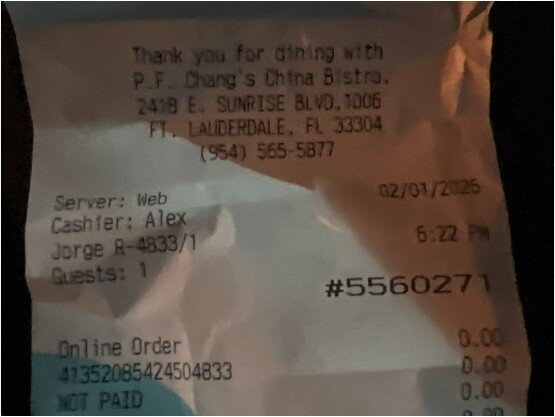 Thank you for dining with
P.F. Chang's China Bistro.
2418 E. SUNRISE BLVD,1006
FT. LAUDERDALE, FL 33304
(954) 565-5877
Server: Web 02/01/2026
Cashier: Alex
Jorge R-4833/1 6:22 PM
Guests: 1
#5560271
Online Order 0.00
41352085424504833 0.00
NOT PAID 0.00
0.00